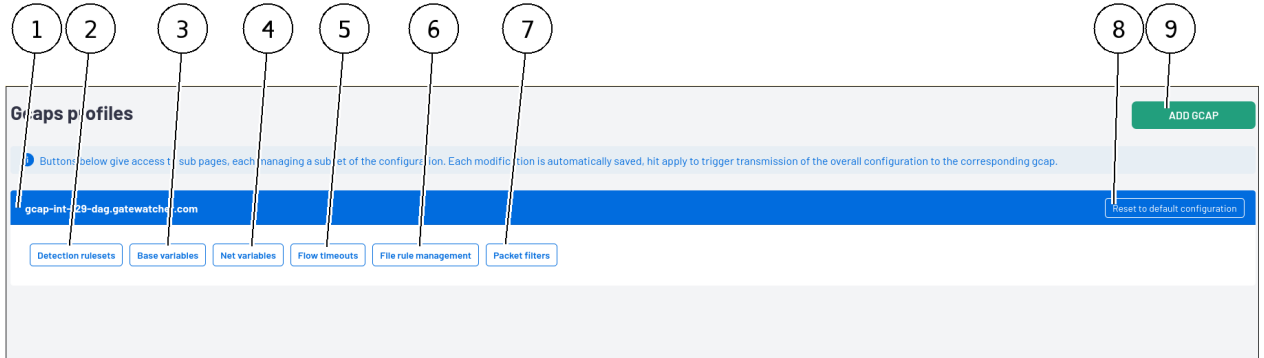 1 2 3 4 5 6 7 8 9
Gcaps profiles
ADD GCAP
Buttons below give access to sub pages, each managing a subset of the configuration. Each modification is automatically saved, hit apply to trigger transmission of the overall configuration to the corresponding gcap.
gcap-int-129-dag.gatewatcher.com
Reset to default configuration
Detection rulesets Base variables Net variables Flow timeouts File rule management Packet filters